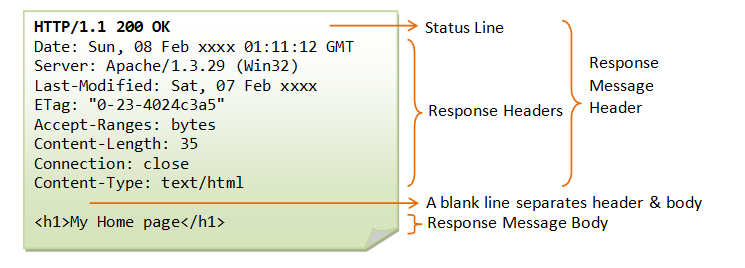 HTTP/1.1 200 OK
Date: Sun, 08 Feb xxxx 01:11:12 GMT
Server: Apache/1.3.29 (Win32)
Last-Modified: Sat, 07 Feb xxxx
ETag: "0-23-4024c3a5"
Accept-Ranges: bytes
Content-Length: 35
Connection: close
Content-Type: text/html
<h1>My Home page</h1>
Status Line
Response Headers
Response
Message
Header
A blank line separates header & body
Response Message Body